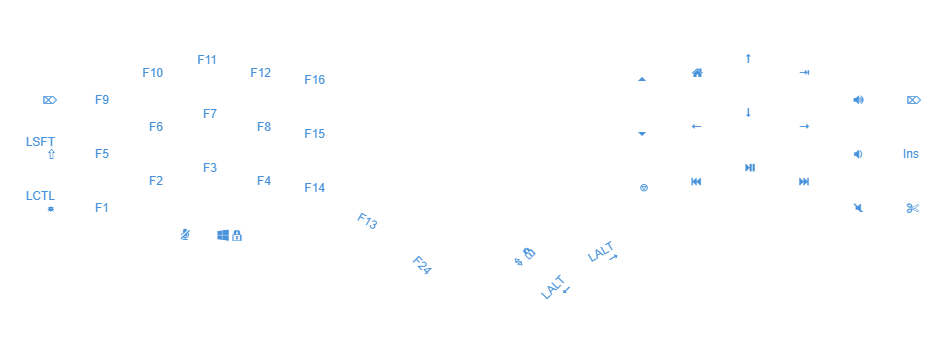 F11
F10
F12
F16
F9
F7
F6
F8
F15
LSFT
F5
Ins
F3
F2
F4
F14
LCTL
F1
F13
F24
$
LALT
LALT